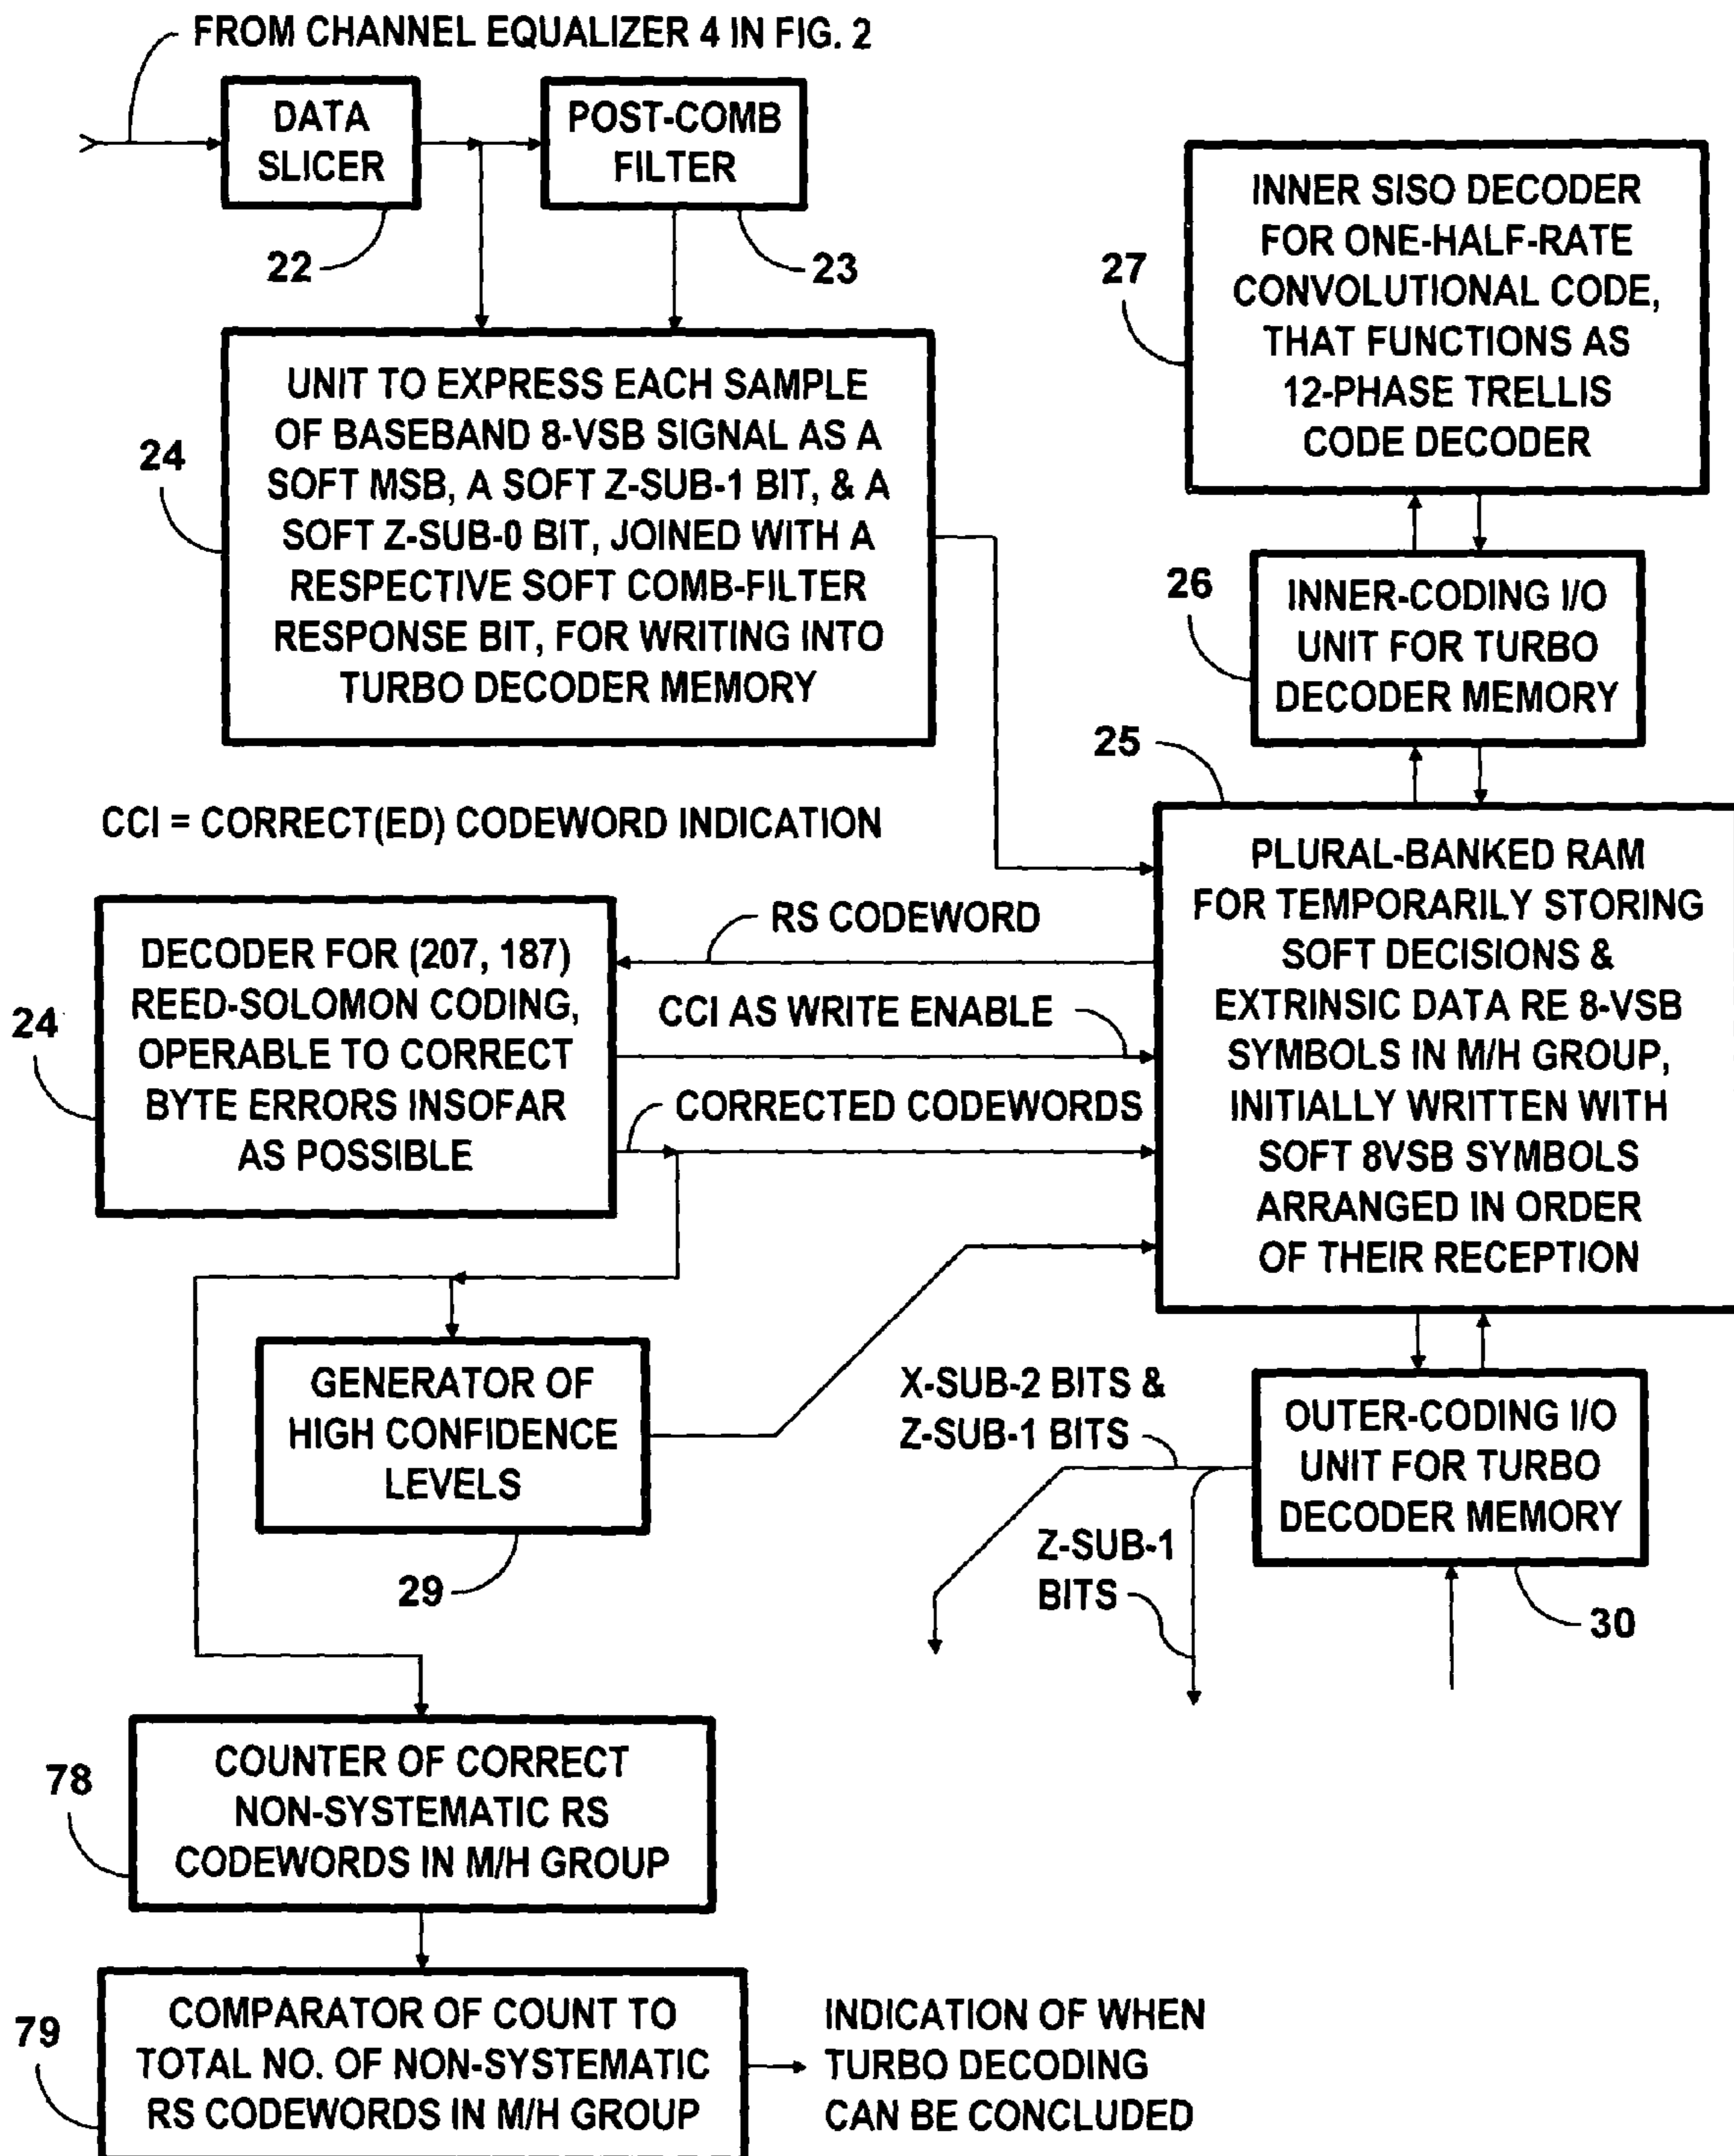 FROM CHANNEL EQUALIZER 4 IN FIG. 2
DATA
SLICER
22
POST-COMB
FILTER
23
UNIT TO EXPRESS EACH SAMPLE
OF BASEBAND 8-VSB SIGNAL AS A
SOFT MSB, A SOFT Z-SUB-1 BIT, & A
SOFT Z-SUB-0 BIT, JOINED WITH A
RESPECTIVE SOFT COMB-FILTER
RESPONSE BIT, FOR WRITING INTO
TURBO DECODER MEMORY
24
INNER SISO DECODER
FOR ONE-HALF-RATE
CONVOLUTIONAL CODE,
THAT FUNCTIONS AS
12-PHASE TRELLIS
CODE DECODER
27
INNER-CODING I/O
UNIT FOR TURBO
DECODER MEMORY
26
25
PLURAL-BANKED RAM
FOR TEMPORARILY STORING
SOFT DECISIONS &
EXTRINSIC DATA RE 8-VSB
SYMBOLS IN M/H GROUP,
INITIALLY WRITTEN WITH
SOFT 8VSB SYMBOLS
ARRANGED IN ORDER
OF THEIR RECEPTION
CCI = CORRECT(ED) CODEWORD INDICATION
DECODER FOR (207, 187)
REED-SOLOMON CODING,
OPERABLE TO CORRECT
BYTE ERRORS INSOFAR
AS POSSIBLE
24
RS CODEWORD
CCI AS WRITE ENABLE
CORRECTED CODEWORDS
GENERATOR OF
HIGH CONFIDENCE
LEVELS
29
X-SUB-2 BITS &
Z-SUB-1 BITS
Z-SUB-1
BITS
OUTER-CODING I/O
UNIT FOR TURBO
DECODER MEMORY
30
COUNTER OF CORRECT
NON-SYSTEMATIC RS
CODEWORDS IN M/H GROUP
78
COMPARATOR OF COUNT TO
TOTAL NO. OF NON-SYSTEMATIC
RS CODEWORDS IN M/H GROUP
79
INDICATION OF WHEN
TURBO DECODING
CAN BE CONCLUDED